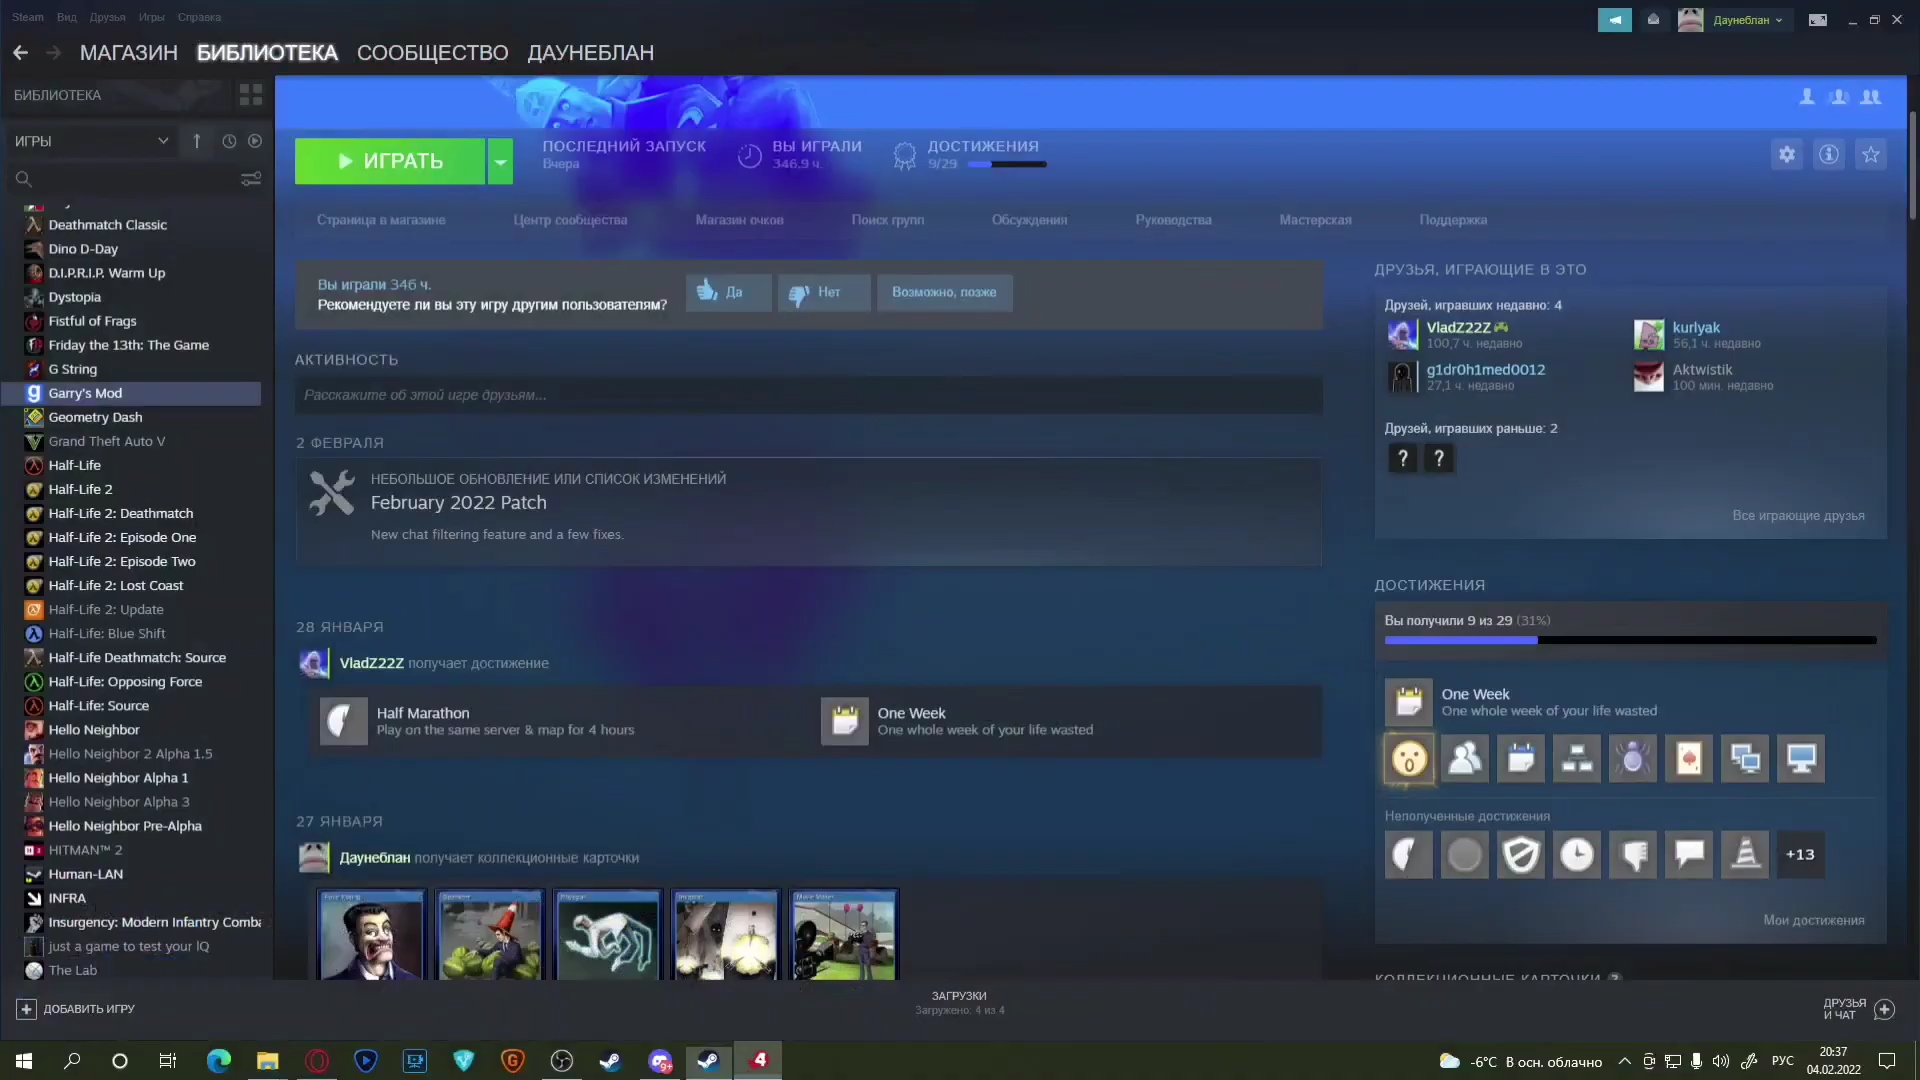 Steam Вид Друзья Игры Справка
Даунеблан
МАГАЗИН БИБЛИОТЕКА СООБЩЕСТВО ДАУНЕБЛАН
БИБЛИОТЕКА
ИГРЫ
Deathmatch Classic
Dino D-Day
D.I.P.R.I.P. Warm Up
Dystopia
Fistful of Frags
Friday the 13th: The Game
G String
Garry's Mod
Geometry Dash
Grand Theft Auto V
Half-Life
Half-Life 2
Half-Life 2: Deathmatch
Half-Life 2: Episode One
Half-Life 2: Episode Two
Half-Life 2: Lost Coast
Half-Life 2: Update
Half-Life: Blue Shift
Half-Life Deathmatch: Source
Half-Life: Opposing Force
Half-Life: Source
Hello Neighbor
Hello Neighbor 2 Alpha 1.5
Hello Neighbor Alpha 1
Hello Neighbor Alpha 3
Hello Neighbor Pre-Alpha
HITMAN™ 2
Human-LAN
INFRA
Insurgency: Modern Infantry Comba
just a game to test your IQ
The Lab
ДОБАВИТЬ ИГРУ
ИГРАТЬ
ПОСЛЕДНИЙ ЗАПУСК
Вчера
ВЫ ИГРАЛИ
346,9 ч.
ДОСТИЖЕНИЯ
9/29
Страница в магазине Центр сообщества Магазин очков Поиск групп Обсуждения Руководства Мастерская Поддержка
Вы играли 346 ч.
Рекомендуете ли вы эту игру другим пользователям?
Да Нет Возможно, позже
АКТИВНОСТЬ
Расскажите об этой игре друзьям...
2 ФЕВРАЛЯ
НЕБОЛЬШОЕ ОБНОВЛЕНИЕ ИЛИ СПИСОК ИЗМЕНЕНИЙ
February 2022 Patch
New chat filtering feature and a few fixes.
28 ЯНВАРЯ
VladZ22Z получает достижение
Half Marathon
Play on the same server & map for 4 hours
One Week
One whole week of your life wasted
27 ЯНВАРЯ
Даунеблан получает коллекционные карточки
ДРУЗЬЯ, ИГРАЮЩИЕ В ЭТО
Друзей, игравших недавно: 4
VladZ22Z
100,7 ч. недавно
kurlyak
56,1 ч. недавно
g1dr0h1med0012
27,1 ч. недавно
Aktwistik
100 мин. недавно
Друзей, игравших раньше: 2
? ?
Все играющие друзья
ДОСТИЖЕНИЯ
Вы получили 9 из 29 (31%)
One Week
One whole week of your life wasted
Неполученные достижения
+13
Мои достижения
КОЛЛЕКЦИОННЫЕ КАРТОЧКИ ?
ЗАГРУЗКИ
Загружено: 4 из 4
ДРУЗЬЯ
И ЧАТ
9+
-6°C В осн. облачно
РУС
20:37
04.02.2022